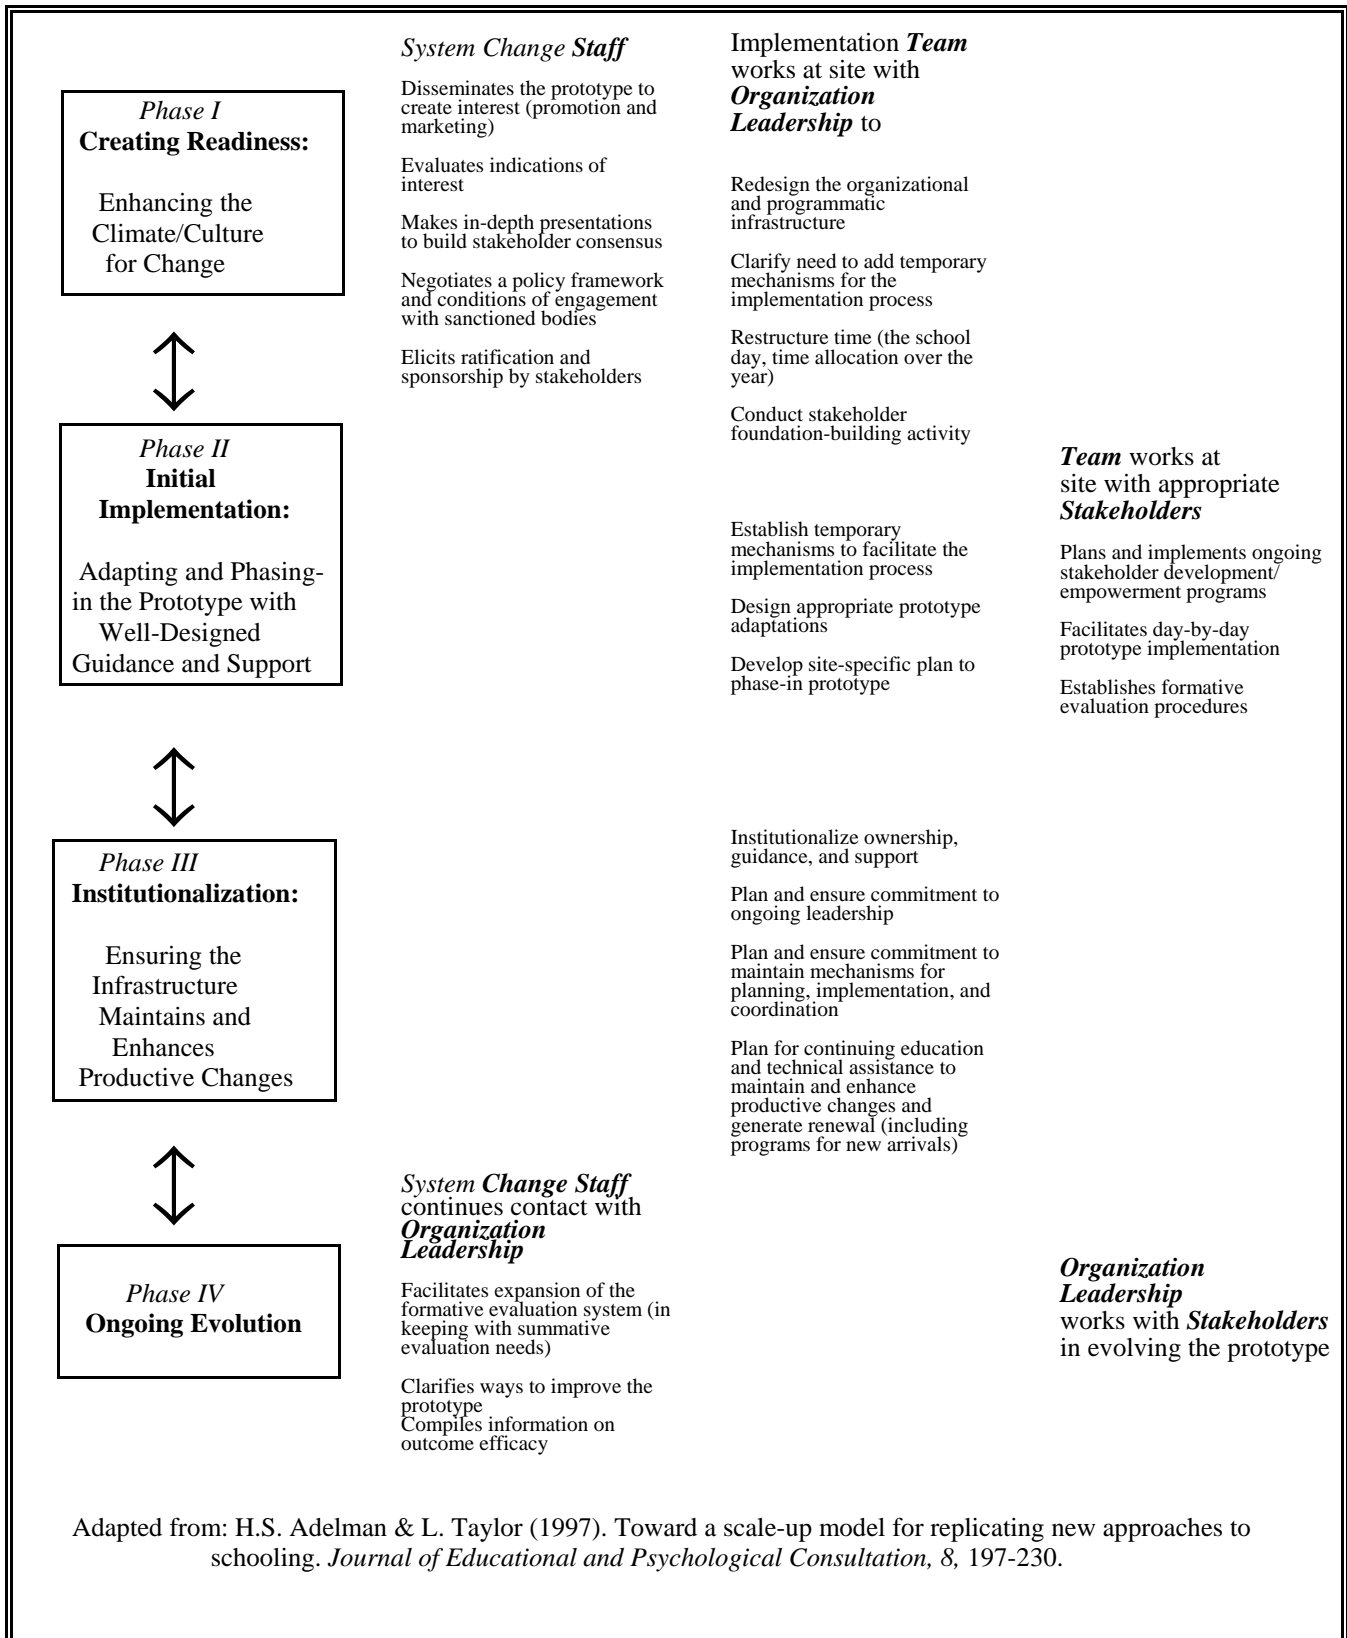 Phase I
Creating Readiness:
Enhancing the
Climate/Culture
for Change
System Change Staff
Disseminates the prototype to
create interest (promotion and
marketing)
Evaluates indications of
interest
Makes in-depth presentations
to build stakeholder consensus
Negotiates a policy framework
and conditions of engagement
with sanctioned bodies
Elicits ratification and
sponsorship by stakeholders
Implementation Team
works at site with
Organization
Leadership to
Redesign the organizational
and programmatic
infrastructure
Clarify need to add temporary
mechanisms for the
implementation process
Restructure time (the school
day, time allocation over the
year)
Conduct stakeholder
foundation-building activity
Phase II
Initial
Implementation:
Adapting and Phasing-
in the Prototype with
Well-Designed
Guidance and Support
Establish temporary
mechanisms to facilitate the
implementation process
Design appropriate prototype
adaptations
Develop site-specific plan to
phase-in prototype
Team works at
site with appropriate
Stakeholders
Plans and implements ongoing
stakeholder development/
empowerment programs
Facilitates day-by-day
prototype implementation
Establishes formative
evaluation procedures
Phase III
Institutionalization:
Ensuring the
Infrastructure
Maintains and
Enhances
Productive Changes
Institutionalize ownership,
guidance, and support
Plan and ensure commitment to
ongoing leadership
Plan and ensure commitment to
maintain mechanisms for
planning, implementation, and
coordination
Plan for continuing education
and technical assistance to
maintain and enhance
productive changes and
generate renewal (including
programs for new arrivals)
Phase IV
Ongoing Evolution
System Change Staff
continues contact with
Organization
Leadership
Facilitates expansion of the
formative evaluation system (in
keeping with summative
evaluation needs)
Clarifies ways to improve the
prototype
Compiles information on
outcome efficacy
Organization
Leadership
works with Stakeholders
in evolving the prototype
Adapted from: H.S. Adelman & L. Taylor (1997). Toward a scale-up model for replicating new approaches to
schooling. Journal of Educational and Psychological Consultation, 8, 197-230.